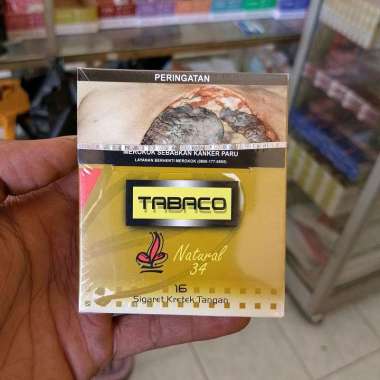 PERINGATAN
MEROKOK SEBABKAN KANKER PARU
LAYANAN BERHENTI MEROKOK (0800-177-6565)
TABACO
Natural
34
16
Sigaret Kretek Tangan